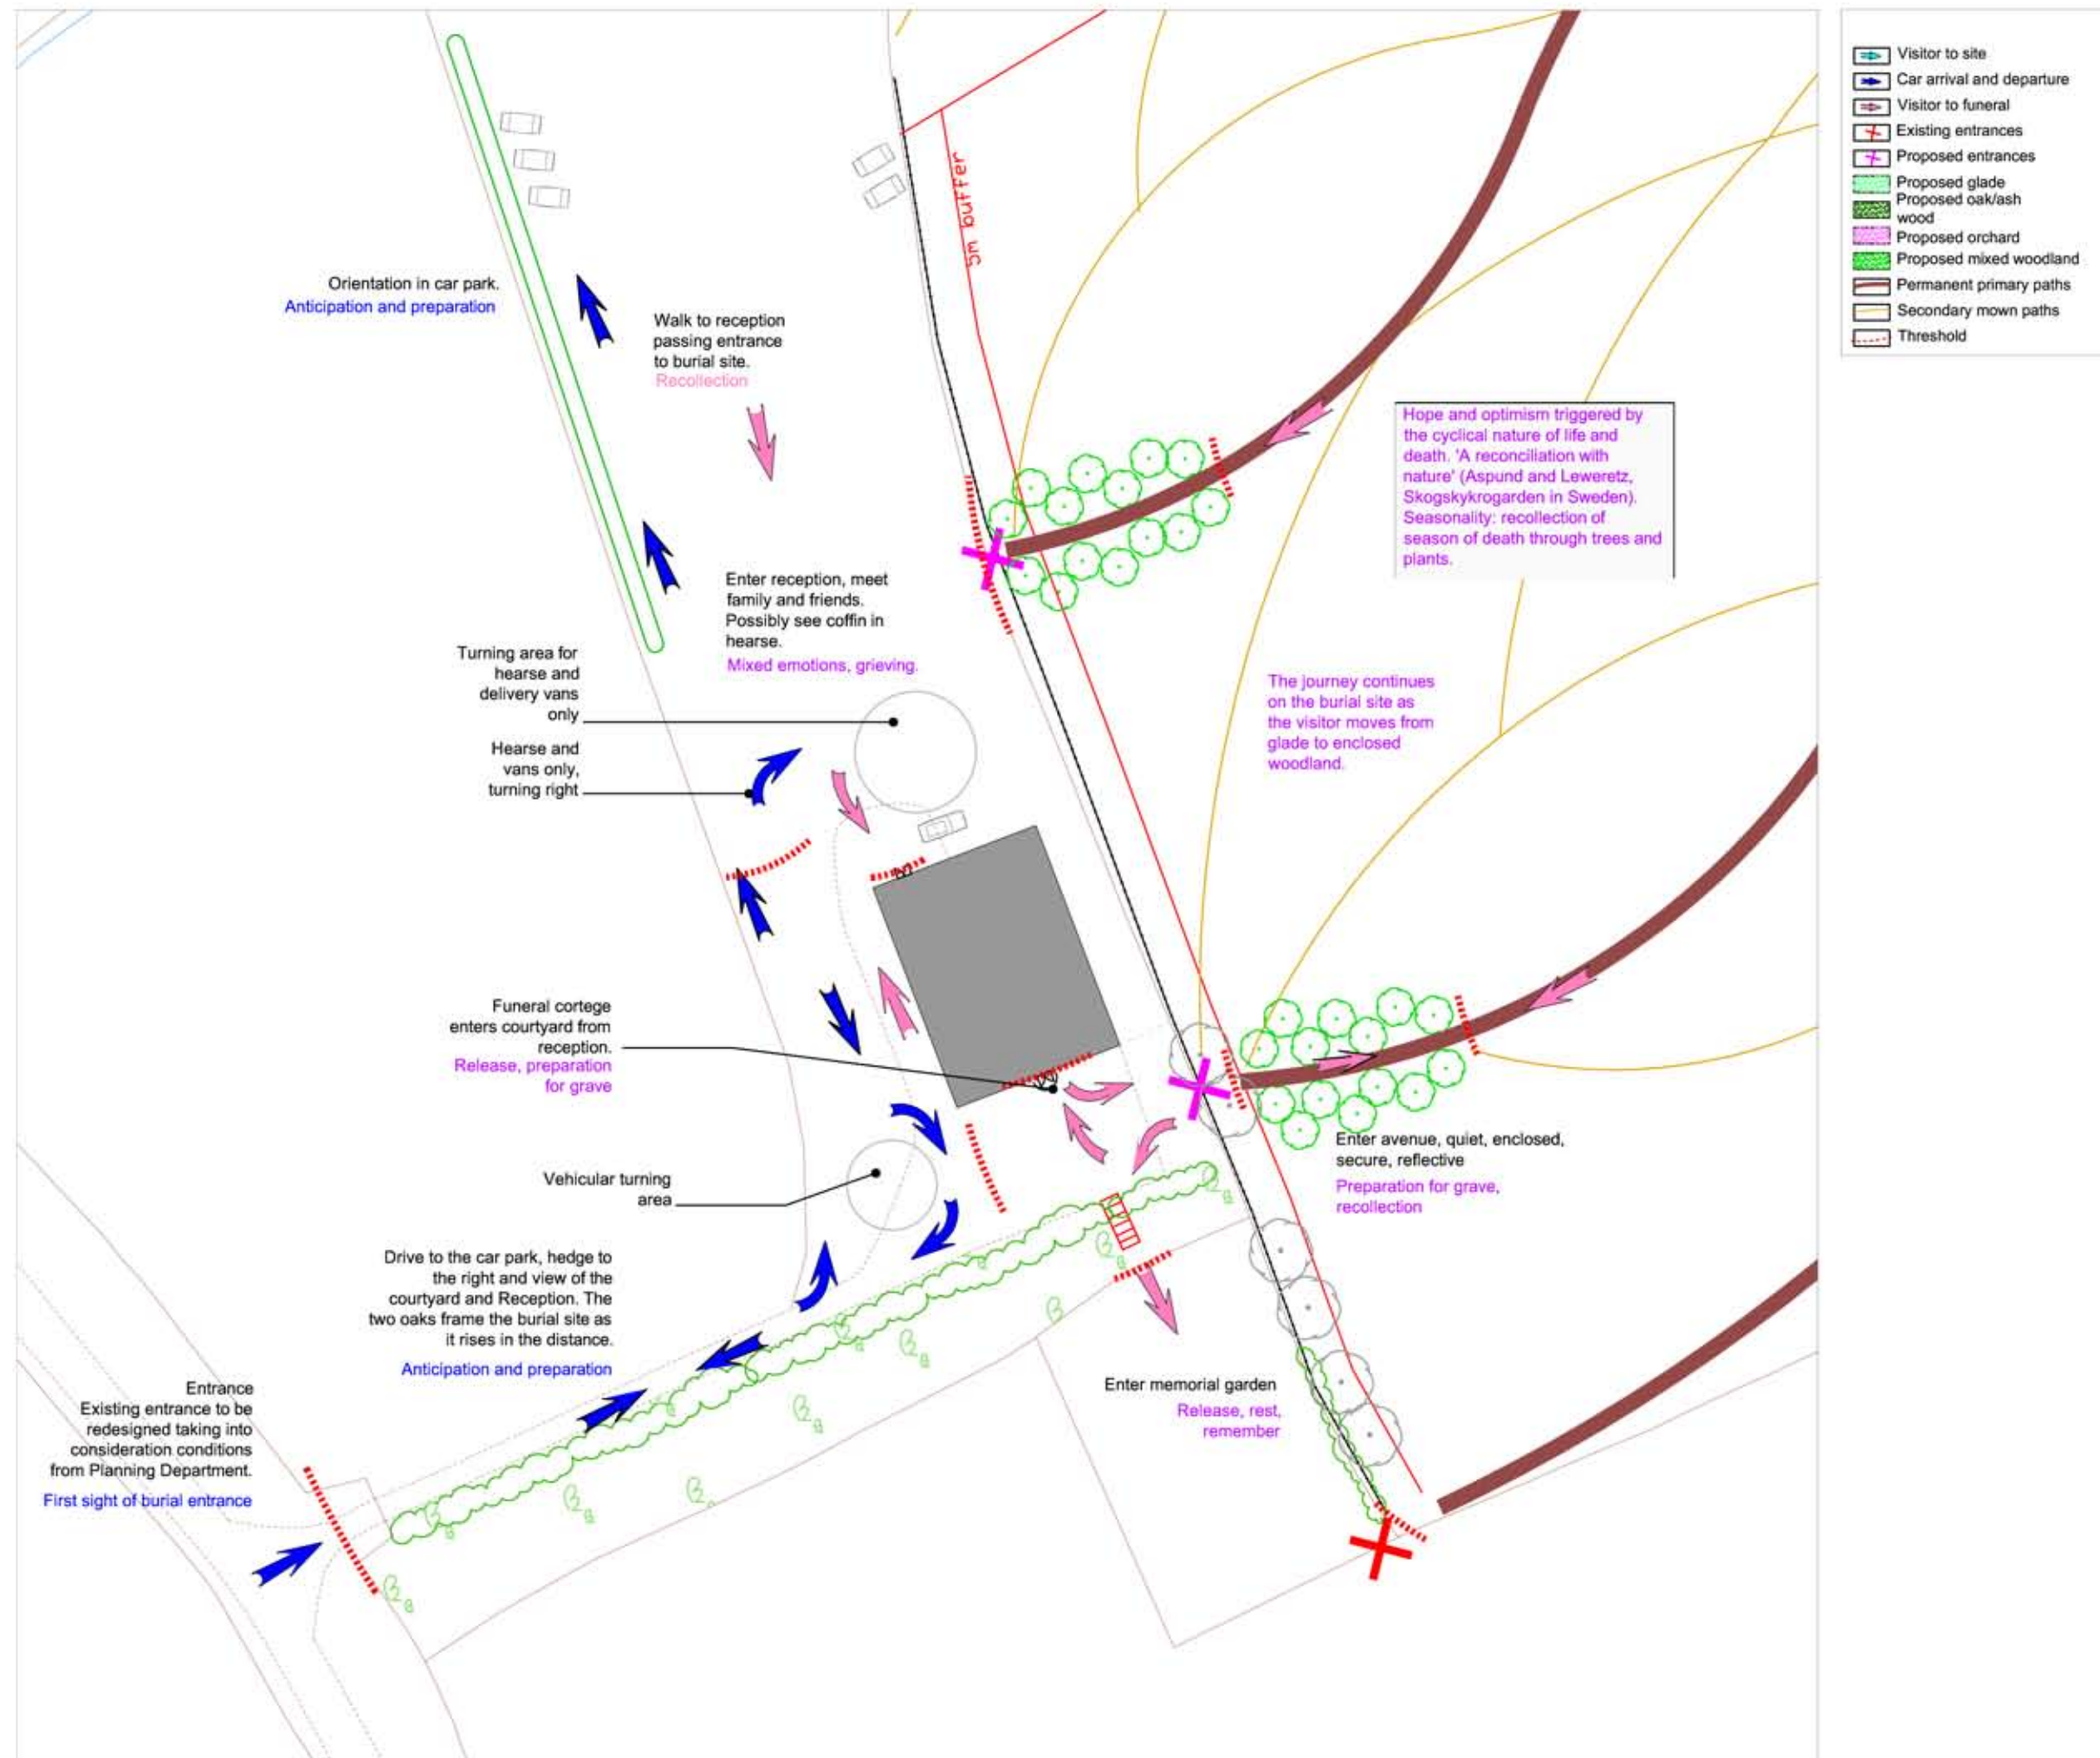 Visitor to site
Car arrival and departure
Visitor to funeral
Existing entrances
Proposed entrances
Proposed glade
Proposed oak/ash
wood
Proposed orchard
Proposed mixed woodland
Permanent primary paths
Secondary mown paths
Threshold
5m buffer
Orientation in car park.
Anticipation and preparation
Walk to reception
passing entrance
to burial site.
Recollection
Hope and optimism triggered by
the cyclical nature of life and
death. 'A reconciliation with
nature' (Aspund and Leweretz,
Skogskykrogarden in Sweden).
Seasonality: recollection of
season of death through trees and
plants.
Enter reception, meet
family and friends.
Possibly see coffin in
hearse.
Mixed emotions, grieving.
Turning area for
hearse and
delivery vans
only
Hearse and
vans only,
turning right
The journey continues
on the burial site as
the visitor moves from
glade to enclosed
woodland.
Funeral cortege
enters courtyard from
reception.
Release, preparation
for grave
Enter avenue, quiet, enclosed,
secure, reflective
Preparation for grave,
recollection
Vehicular turning
area
Drive to the car park, hedge to
the right and view of the
courtyard and Reception. The
two oaks frame the burial site as
it rises in the distance.
Anticipation and preparation
Enter memorial garden
Release, rest,
remember
Entrance
Existing entrance to be
redesigned taking into
consideration conditions
from Planning Department.
First sight of burial entrance